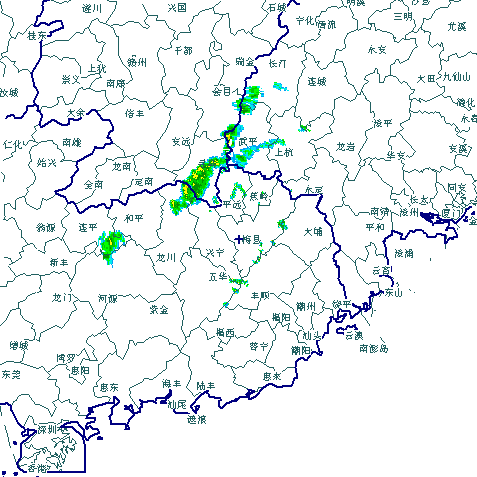 遂川
兴国
石城
明溪
宁化
清流
三明
尤溪
桂东
于都
瑞金
长汀
永安
上犹
赣州
崇义
南康
会昌
连城
大田
九仙山
汝城
大余
信丰
德化
永春
漳平
仁化
南雄
安远
武平
上杭
龙岩
华安
安溪
始兴
龙南
全南
定南
寻乌
平远
蕉岭
永定
同安
长泰
南靖
漳州
厦门
金
翁源
连平
和平
梅县
大埔
平和
新丰
龙川
兴宁
漳浦
五华
云霄
东山
龙门
河源
紫金
丰顺
潮州
饶平
揭阳
揭西
汕头
云澳
增城
普宁
潮阳
南彭岛
博罗
惠阳
东莞
惠东
海丰
陆丰
惠来
汕尾
遮浪
深圳
香港